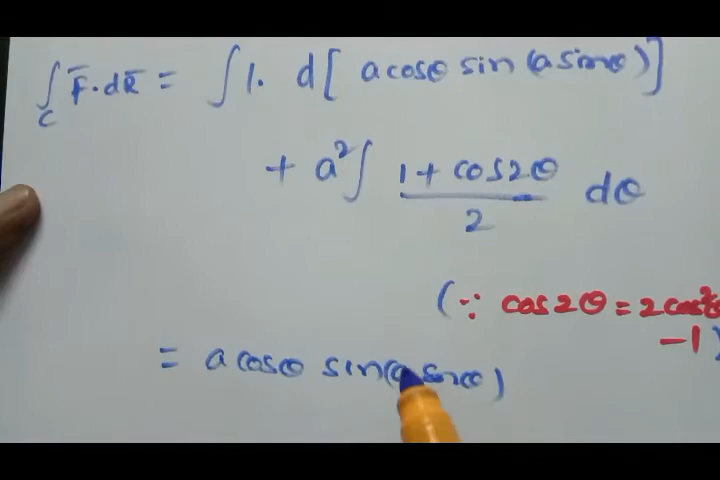 ∫_C F̄·dR̄ = ∫ 1. d[ a cosθ sin (a sinθ) ]
+ a² ∫ (1 + cos2θ)/2 dθ
(∵ cos2θ = 2cos²θ
-1)
= a cosθ sin(a sinθ)